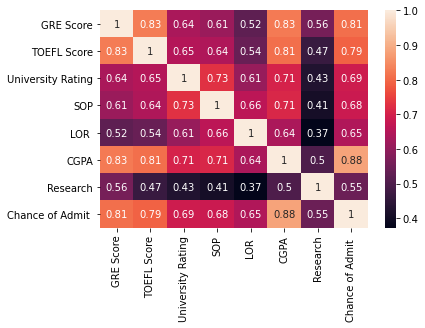 GRE Score 1 0.83 0.64 0.61 0.52 0.83 0.56 0.81
TOEFL Score 0.83 1 0.65 0.64 0.54 0.81 0.47 0.79
University Rating 0.64 0.65 1 0.73 0.61 0.71 0.43 0.69
SOP 0.61 0.64 0.73 1 0.66 0.71 0.41 0.68
LOR 0.52 0.54 0.61 0.66 1 0.64 0.37 0.65
CGPA 0.83 0.81 0.71 0.71 0.64 1 0.5 0.88
Research 0.56 0.47 0.43 0.41 0.37 0.5 1 0.55
Chance of Admit 0.81 0.79 0.69 0.68 0.65 0.88 0.55 1
GRE Score
TOEFL Score
University Rating
SOP
LOR
CGPA
Research
Chance of Admit
1.0
0.9
0.8
0.7
0.6
0.5
0.4